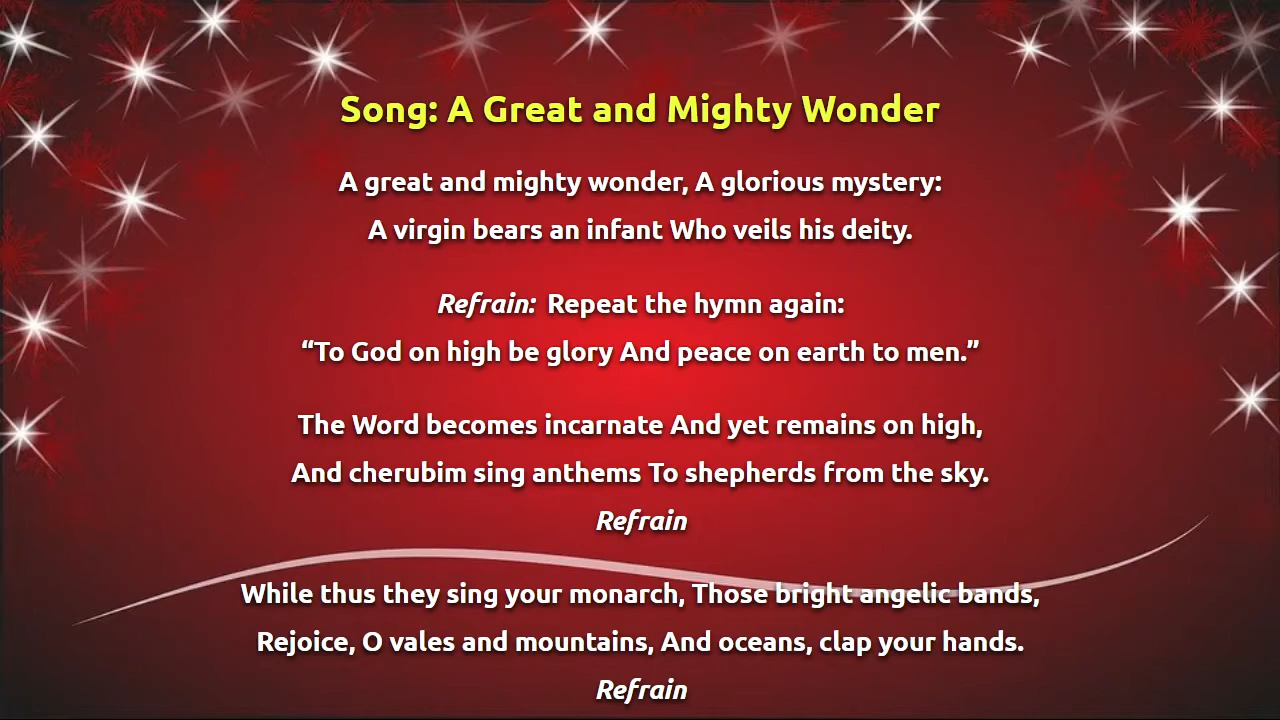 Song: A Great and Mighty Wonder
A great and mighty wonder, A glorious mystery:
A virgin bears an infant Who veils his deity.
Refrain: Repeat the hymn again:
“To God on high be glory And peace on earth to men.”
The Word becomes incarnate And yet remains on high,
And cherubim sing anthems To shepherds from the sky.
Refrain
While thus they sing your monarch, Those bright angelic bands,
Rejoice, O vales and mountains, And oceans, clap your hands.
Refrain